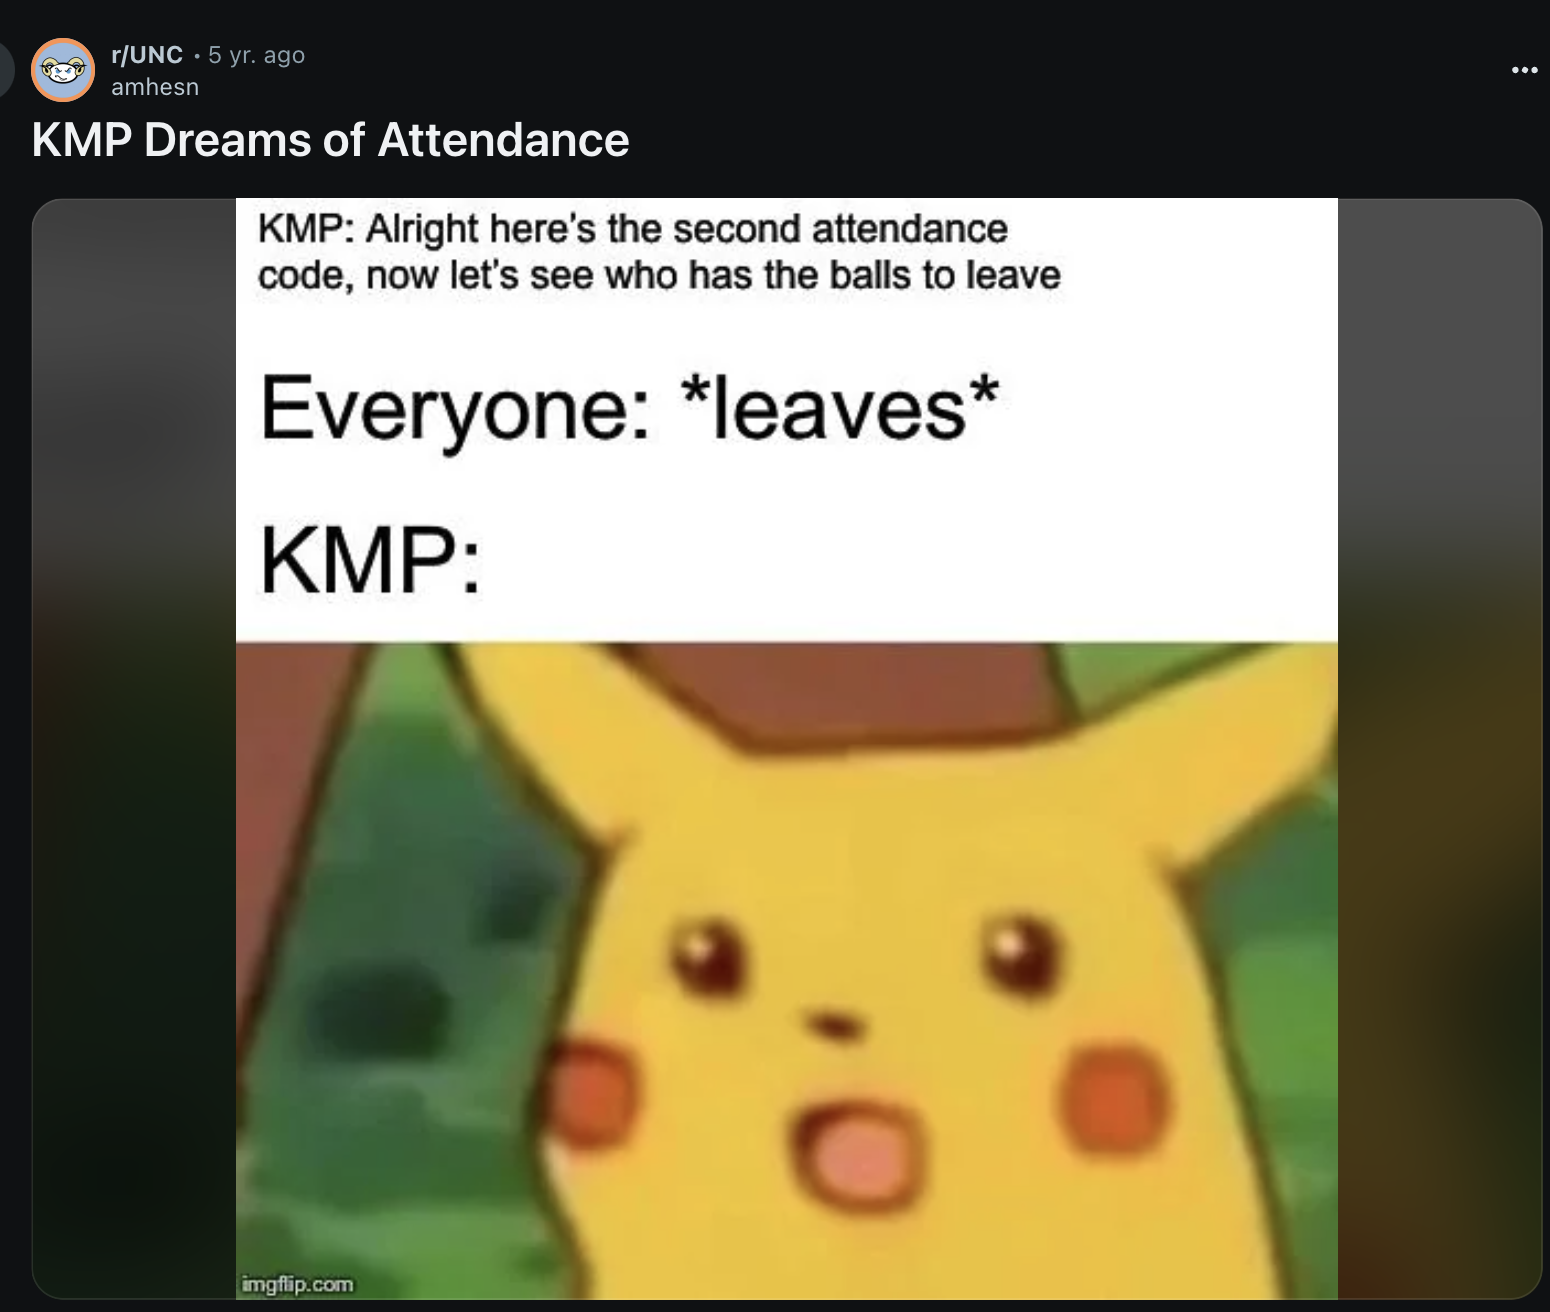 r/UNC • 5 yr. ago
amhesn
KMP Dreams of Attendance
KMP: Alright here's the second attendance
code, now let's see who has the balls to leave
Everyone: *leaves*
KMP:
imgflip.com